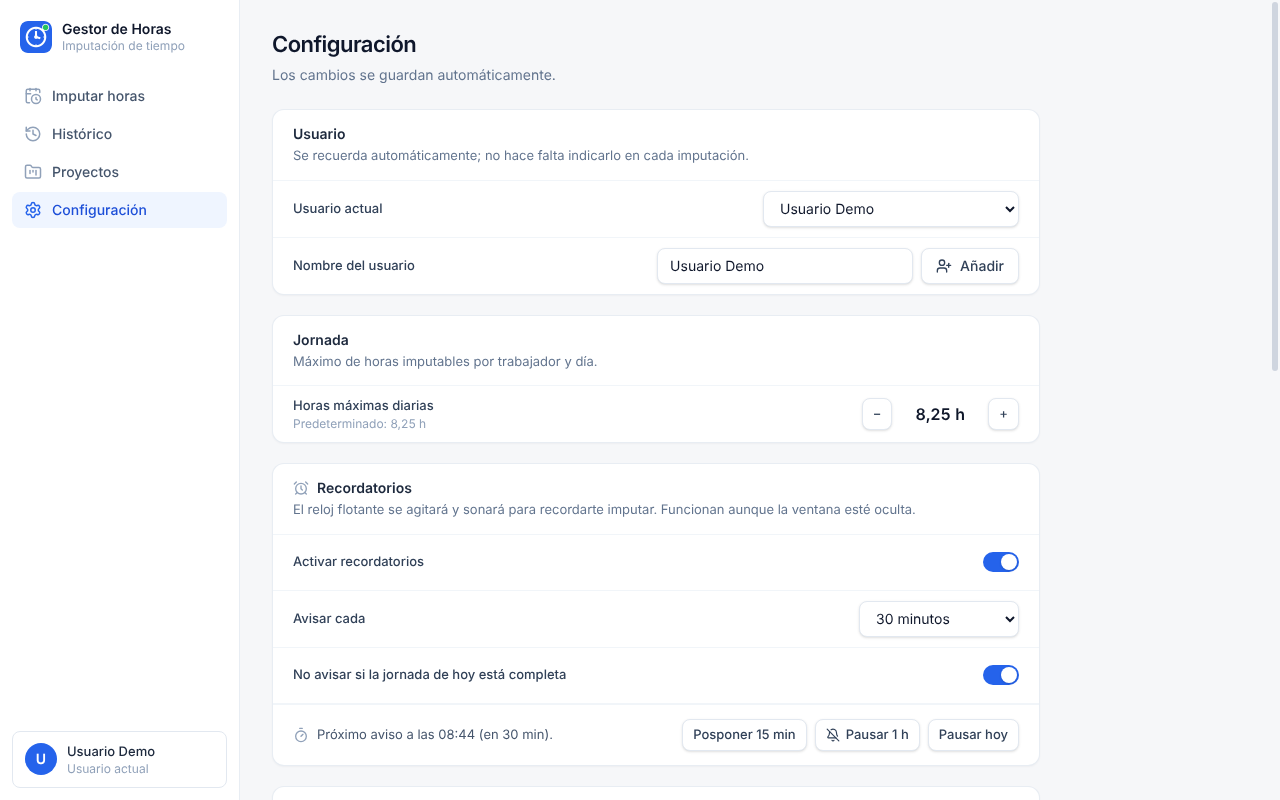 Gestor de Horas
Imputación de tiempo
Imputar horas
Histórico
Proyectos
Configuración
U
Usuario Demo
Usuario actual
Configuración
Los cambios se guardan automáticamente.
Usuario
Se recuerda automáticamente; no hace falta indicarlo en cada imputación.
Usuario actual
Usuario Demo
Nombre del usuario
Usuario Demo
Añadir
Jornada
Máximo de horas imputables por trabajador y día.
Horas máximas diarias
Predeterminado: 8,25 h
−
8,25 h
+
Recordatorios
El reloj flotante se agitará y sonará para recordarte imputar. Funcionan aunque la ventana esté oculta.
Activar recordatorios
Avisar cada
30 minutos
No avisar si la jornada de hoy está completa
Próximo aviso a las 08:44 (en 30 min).
Posponer 15 min
Pausar 1 h
Pausar hoy